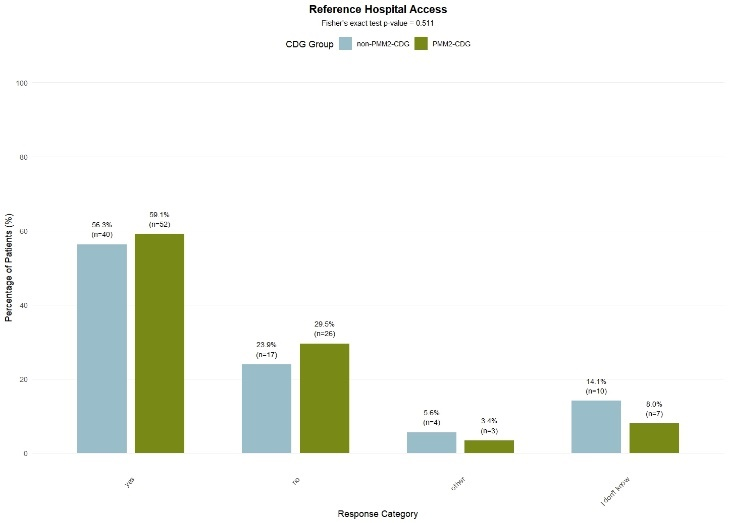 Reference Hospital Access
Fisher's exact test p-value = 0.511
CDG Group non-PMM2-CDG PMM2-CDG
Percentage of Patients (%)
100
80
60
40
20
0
56.3%
(n=40)
59.1%
(n=52)
23.9%
(n=17)
29.5%
(n=26)
5.6%
(n=4)
3.4%
(n=3)
14.1%
(n=10)
8.0%
(n=7)
yes
no
other
I don't know
Response Category